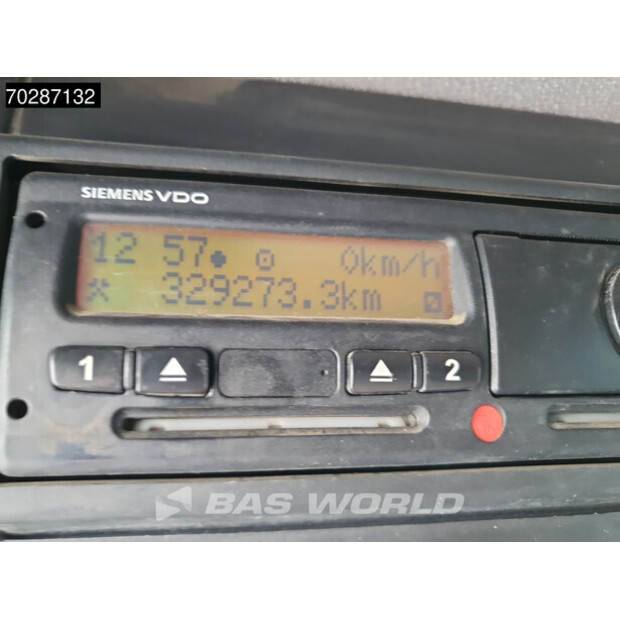 70287132
SIEMENS VDO
12 57● ⊙ 0km/h
329273.3km
1 2
BAS WORLD